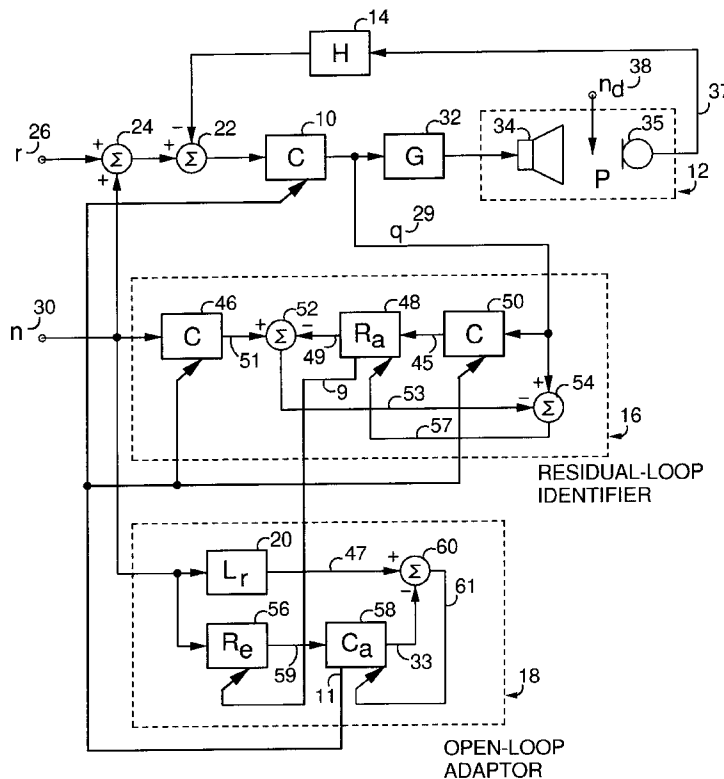 14
H
37
38
n_d
10
32
34
35
26
24
22
r
+
Σ
+
−
+
Σ
C
G
P
12
q
29
30
n
46
52
48
50
C
+
Σ
−
R_a
C
51
49
45
9
53
+
−
Σ
54
57
16
RESIDUAL-LOOP
IDENTIFIER
20
47
60
L_r
+
Σ
−
61
56
58
R_e
C_a
59
33
11
18
OPEN-LOOP
ADAPTOR